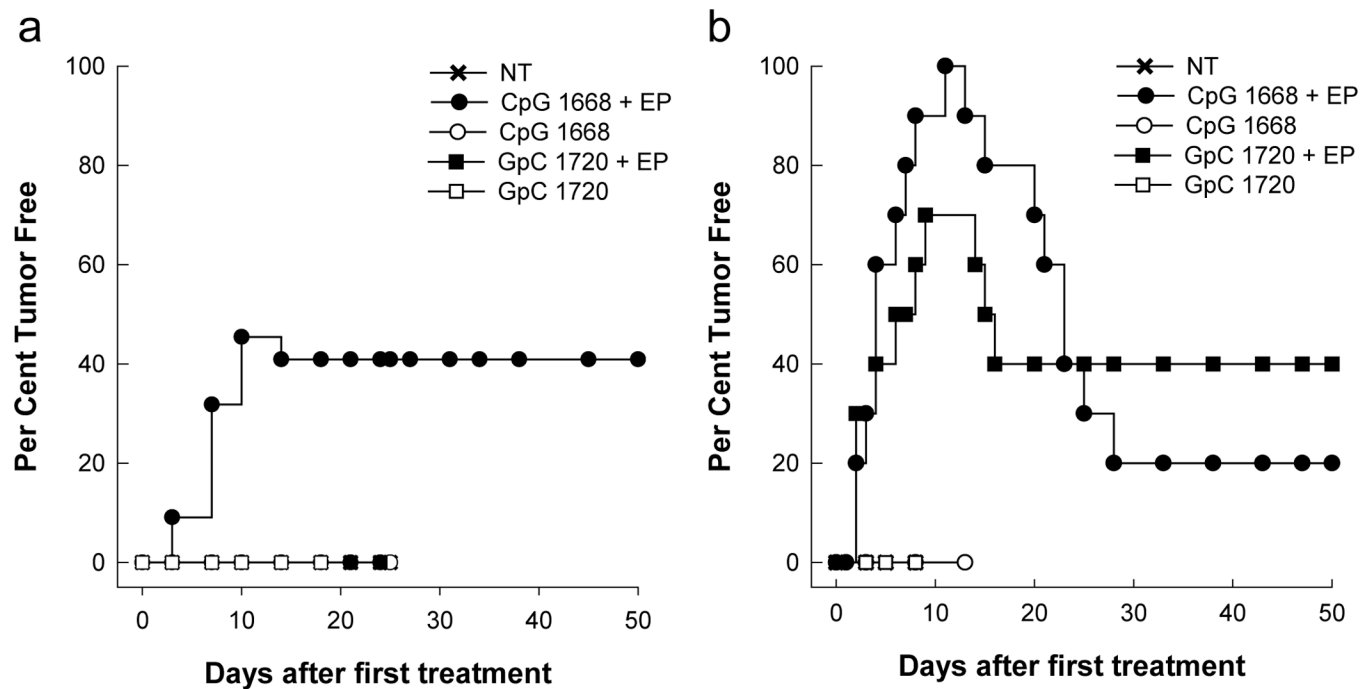 a
NT
CpG 1668 + EP
CpG 1668
GpC 1720 + EP
GpC 1720
100
80
60
40
20
0
Per Cent Tumor Free
0 10 20 30 40 50
Days after first treatment
b
NT
CpG 1668 + EP
CpG 1668
GpC 1720 + EP
GpC 1720
100
80
60
40
20
0
Per Cent Tumor Free
0 10 20 30 40 50
Days after first treatment